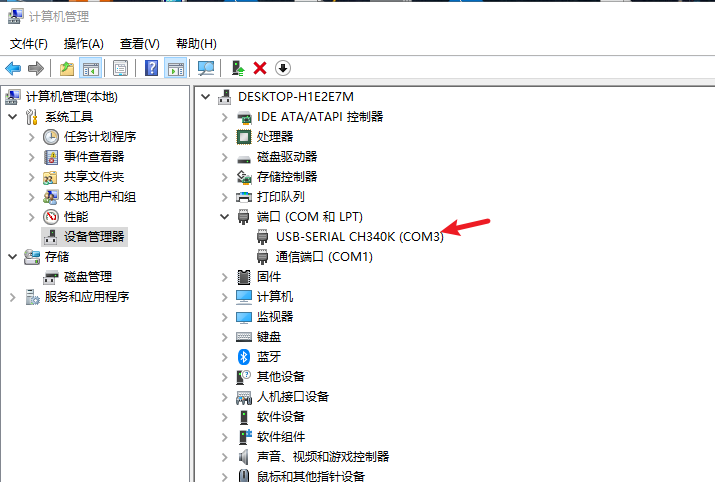 计算机管理
文件(F) 操作(A) 查看(V) 帮助(H)
计算机管理(本地)
系统工具
任务计划程序
事件查看器
共享文件夹
本地用户和组
性能
设备管理器
存储
磁盘管理
服务和应用程序
DESKTOP-H1E2E7M
IDE ATA/ATAPI 控制器
处理器
磁盘驱动器
存储控制器
打印队列
端口 (COM 和 LPT)
USB-SERIAL CH340K (COM3)
通信端口 (COM1)
固件
计算机
监视器
键盘
蓝牙
其他设备
人机接口设备
软件设备
软件组件
声音、视频和游戏控制器
鼠标和其他指针设备